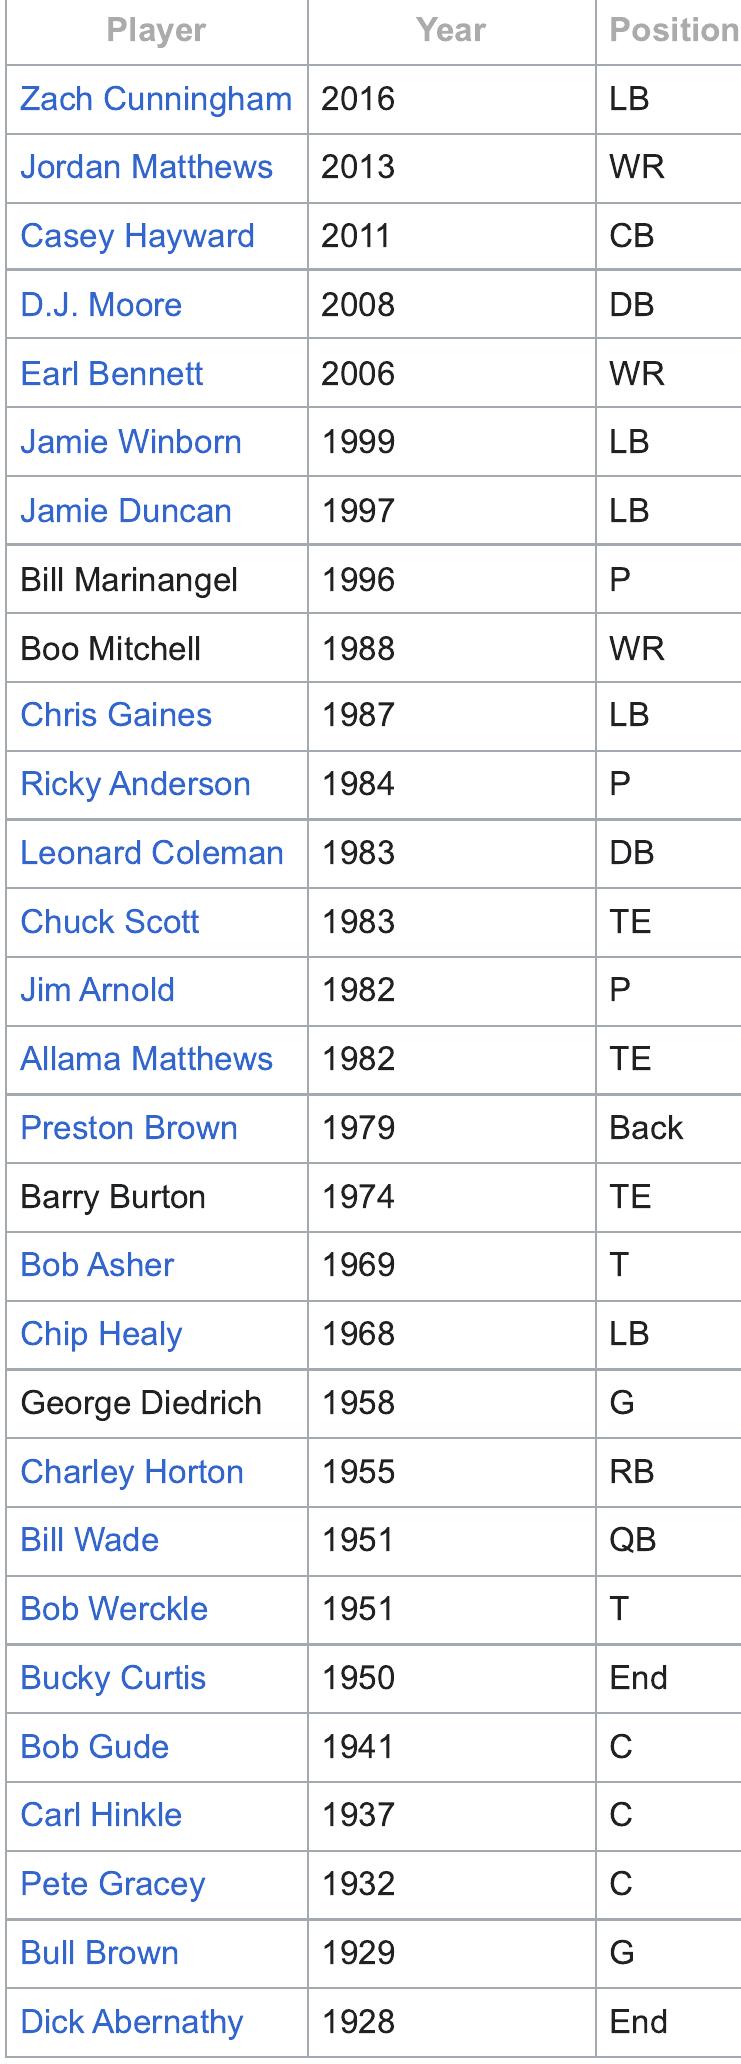 Player Year Position
Zach Cunningham 2016 LB
Jordan Matthews 2013 WR
Casey Hayward 2011 CB
D.J. Moore 2008 DB
Earl Bennett 2006 WR
Jamie Winborn 1999 LB
Jamie Duncan 1997 LB
Bill Marinangel 1996 P
Boo Mitchell 1988 WR
Chris Gaines 1987 LB
Ricky Anderson 1984 P
Leonard Coleman 1983 DB
Chuck Scott 1983 TE
Jim Arnold 1982 P
Allama Matthews 1982 TE
Preston Brown 1979 Back
Barry Burton 1974 TE
Bob Asher 1969 T
Chip Healy 1968 LB
George Diedrich 1958 G
Charley Horton 1955 RB
Bill Wade 1951 QB
Bob Werckle 1951 T
Bucky Curtis 1950 End
Bob Gude 1941 C
Carl Hinkle 1937 C
Pete Gracey 1932 C
Bull Brown 1929 G
Dick Abernathy 1928 End